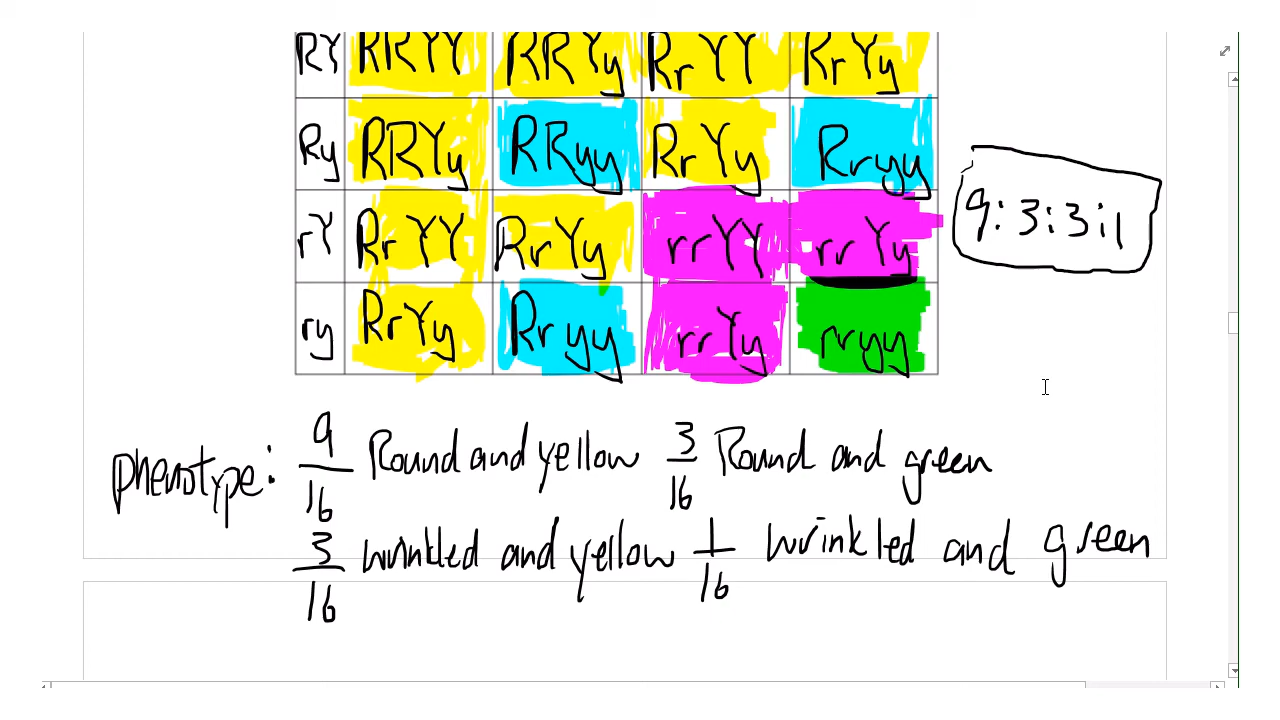 RY RRYY RRYy RrYY RrYy
Ry RRYy RRyy RrYy Rryy
rY RrYY RrYy rrYY rrYy
ry RrYy Rryy rrYy rryy
9:3:3:1
phenotype: 9/16 Round and yellow 3/16 Round and green
3/16 wrinkled and yellow 1/16 wrinkled and green